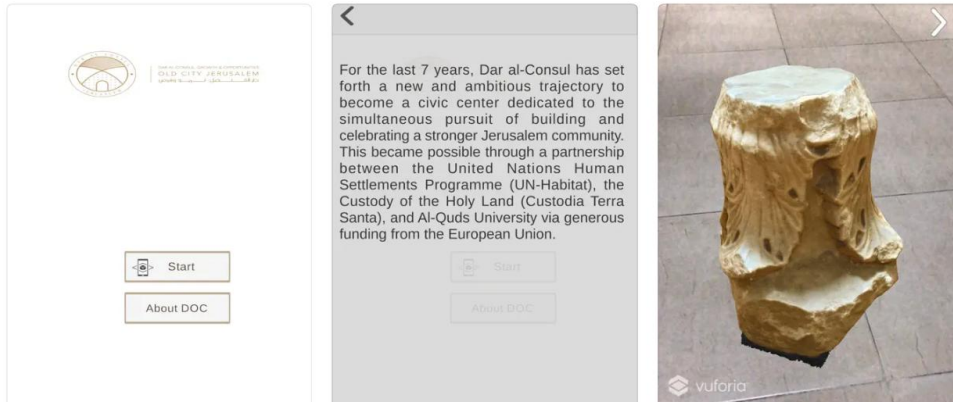 OLD CITY JERUSALEM
Start
About DOC
For the last 7 years, Dar al-Consul has set
forth a new and ambitious trajectory to
become a civic center dedicated to the
simultaneous pursuit of building and
celebrating a stronger Jerusalem community.
This became possible through a partnership
between the United Nations Human
Settlements Programme (UN-Habitat), the
Custody of the Holy Land (Custodia Terra
Santa), and Al-Quds University via generous
funding from the European Union.
Start
About DOC
vuforia